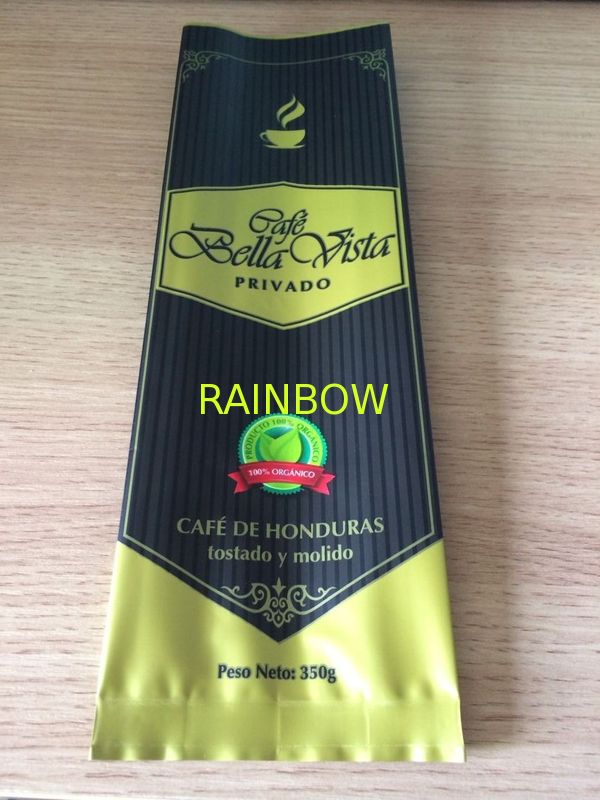 Café
Bella Vista
PRIVADO
RAINBOW
PRODUCTO 100% ORGÁNICO
100% ORGÁNICO
CAFÉ DE HONDURAS
tostado y molido
Peso Neto: 350g